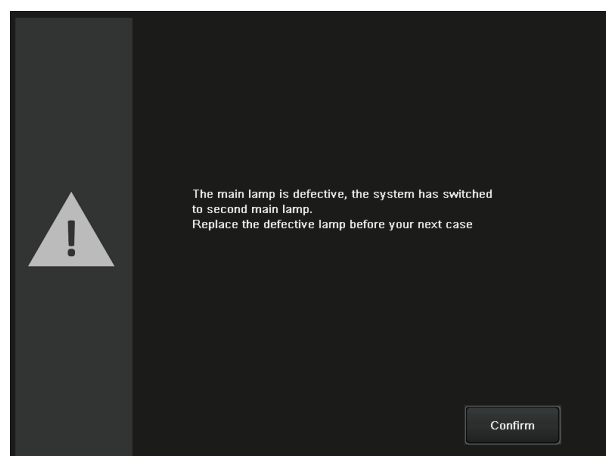 The main lamp is defective, the system has switched
to second main lamp.
Replace the defective lamp before your next case
Confirm